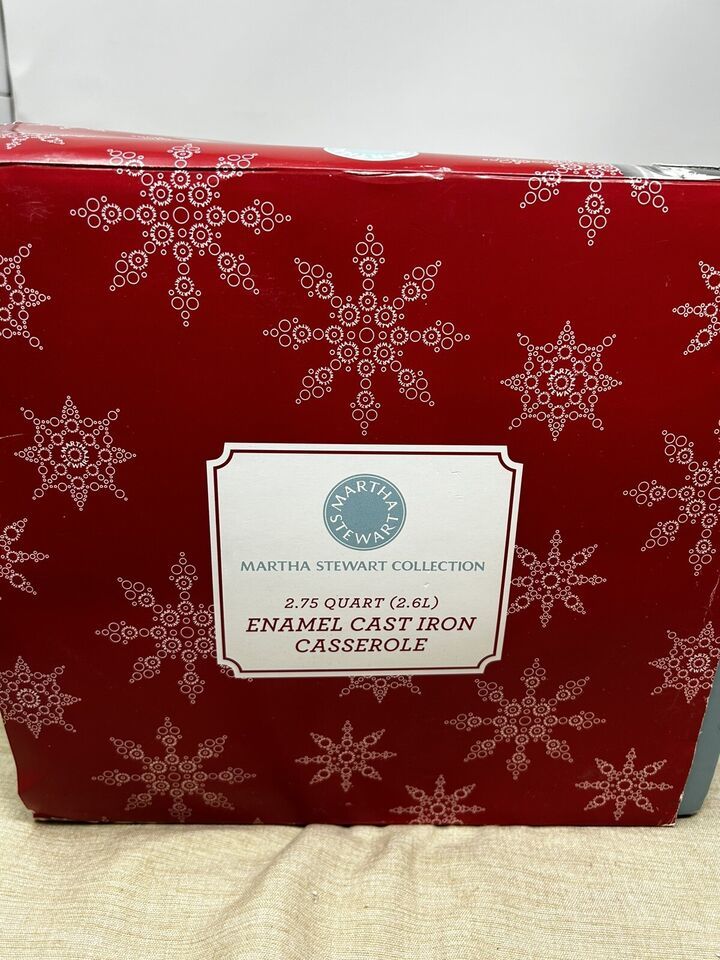 MARTHA
STEWART
MARTHA STEWART COLLECTION
2.75 QUART (2.6L)
ENAMEL CAST IRON
CASSEROLE